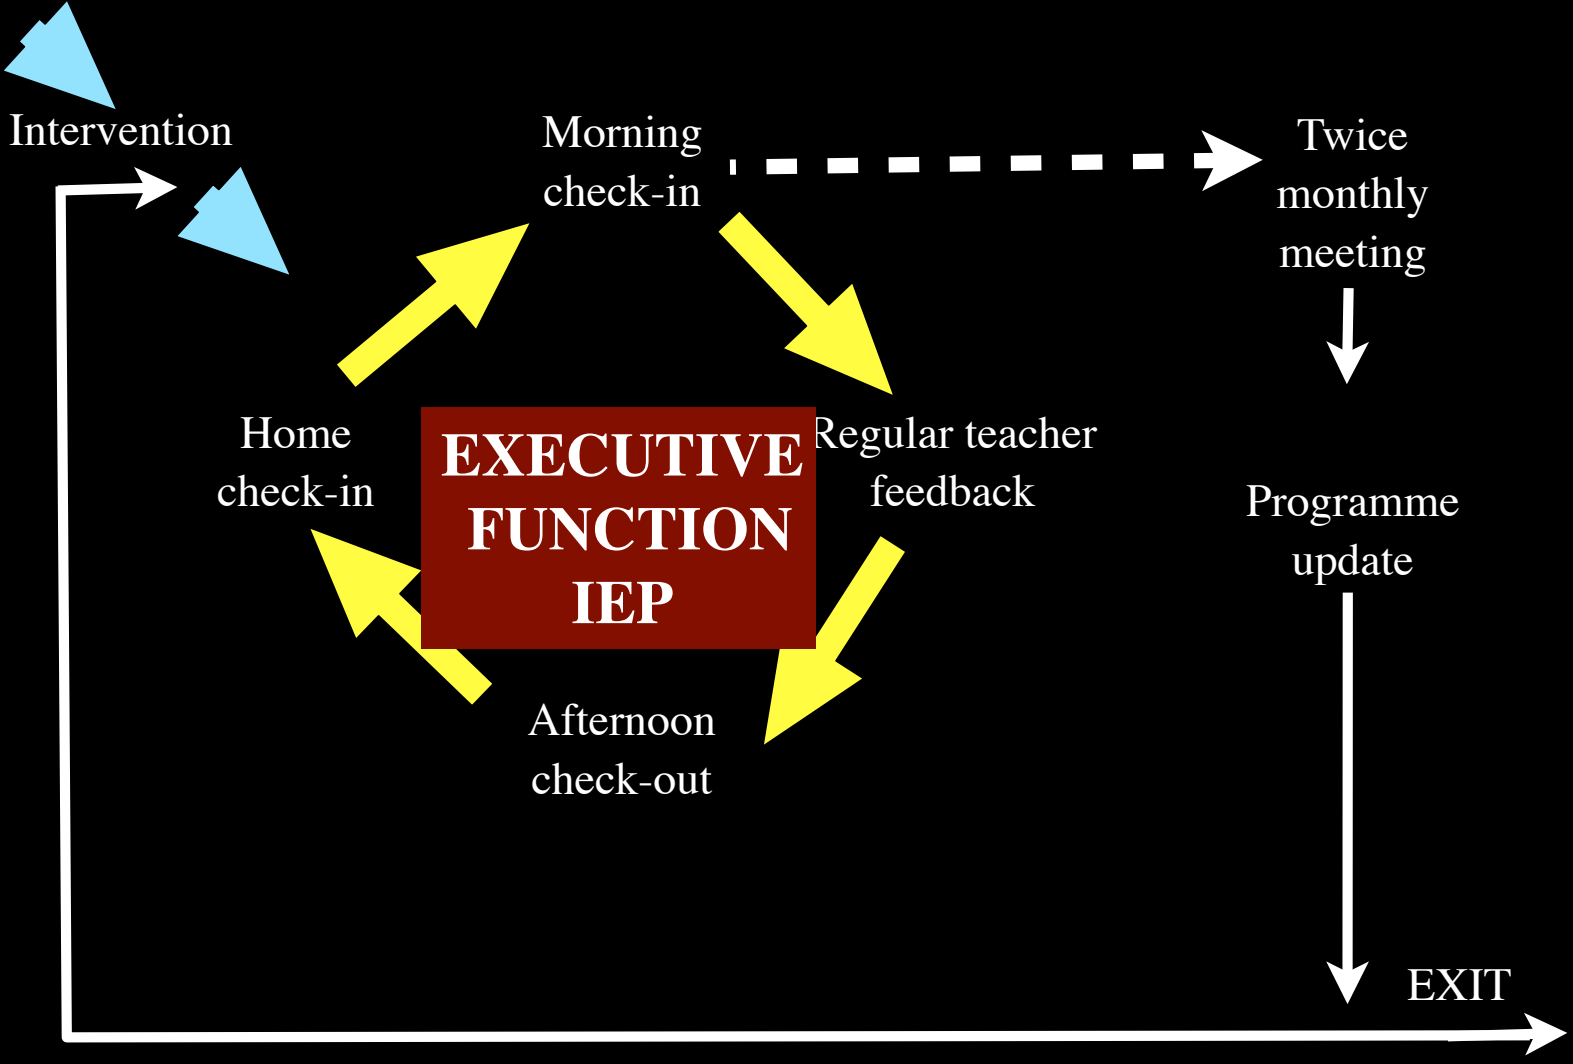 Intervention
Morning
check-in
Twice
monthly
meeting
Home
check-in
EXECUTIVE
FUNCTION
IEP
Regular teacher
feedback
Programme
update
Afternoon
check-out
EXIT